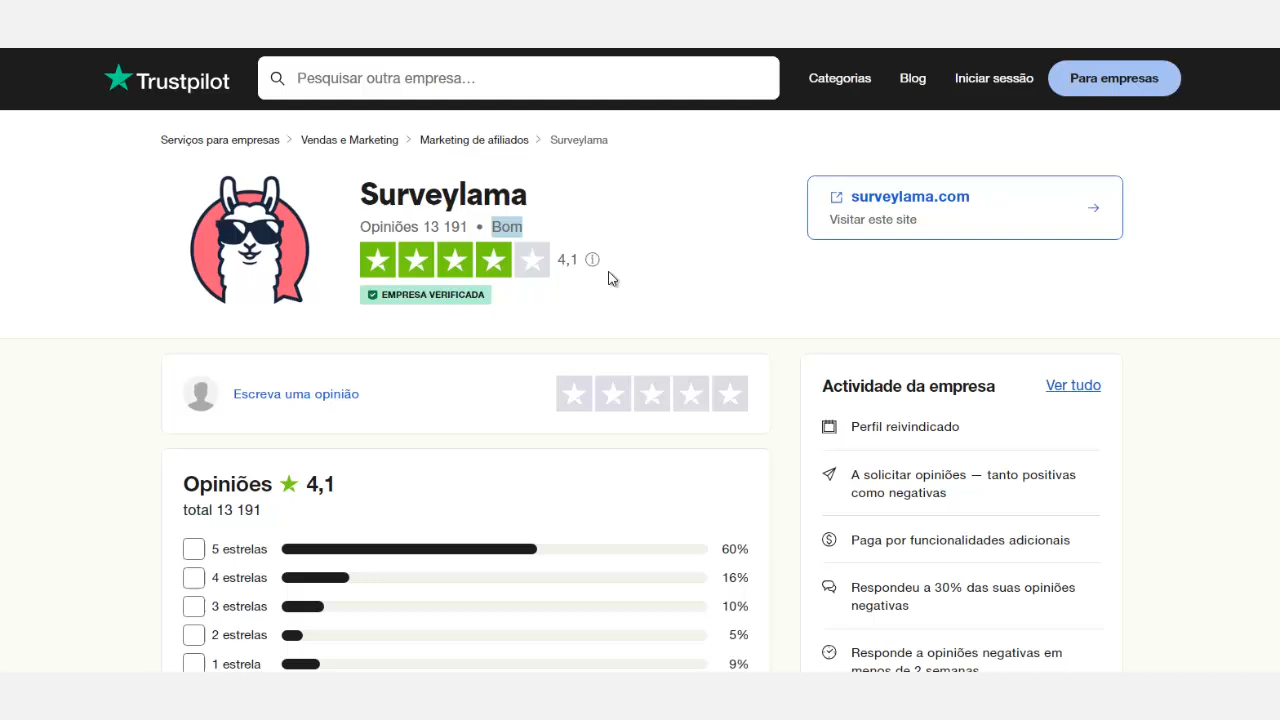 Trustpilot
Pesquisar outra empresa...
Categorias
Blog
Iniciar sessão
Para empresas
Serviços para empresas > Vendas e Marketing > Marketing de afiliados > Surveylama
Surveylama
Opiniões 13 191 • Bom
4,1
EMPRESA VERIFICADA
surveylama.com
Visitar este site
Escreva uma opinião
Opiniões ★ 4,1
total 13 191
5 estrelas 60%
4 estrelas 16%
3 estrelas 10%
2 estrelas 5%
1 estrela 9%
Actividade da empresa
Ver tudo
Perfil reivindicado
A solicitar opiniões — tanto positivas
como negativas
Paga por funcionalidades adicionais
Respondeu a 30% das suas opiniões
negativas
Responde a opiniões negativas em
menos de 2 semanas